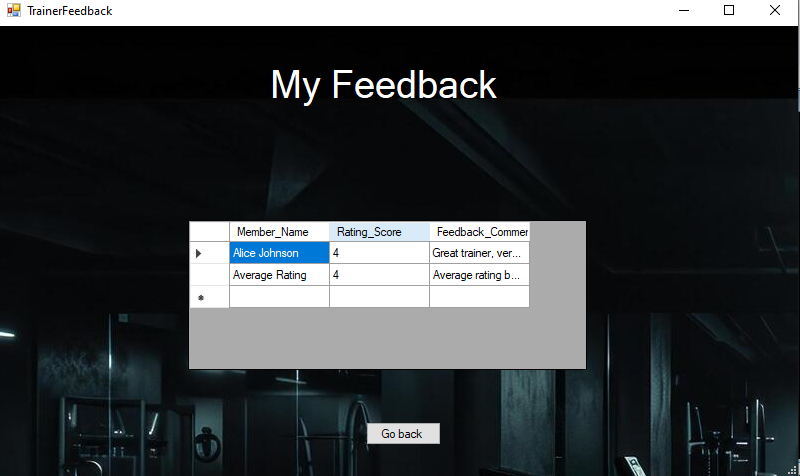 TrainerFeedback
My Feedback
Member_Name Rating_Score Feedback_Commer
Alice Johnson 4 Great trainer, ver...
Average Rating 4 Average rating b...
Go back